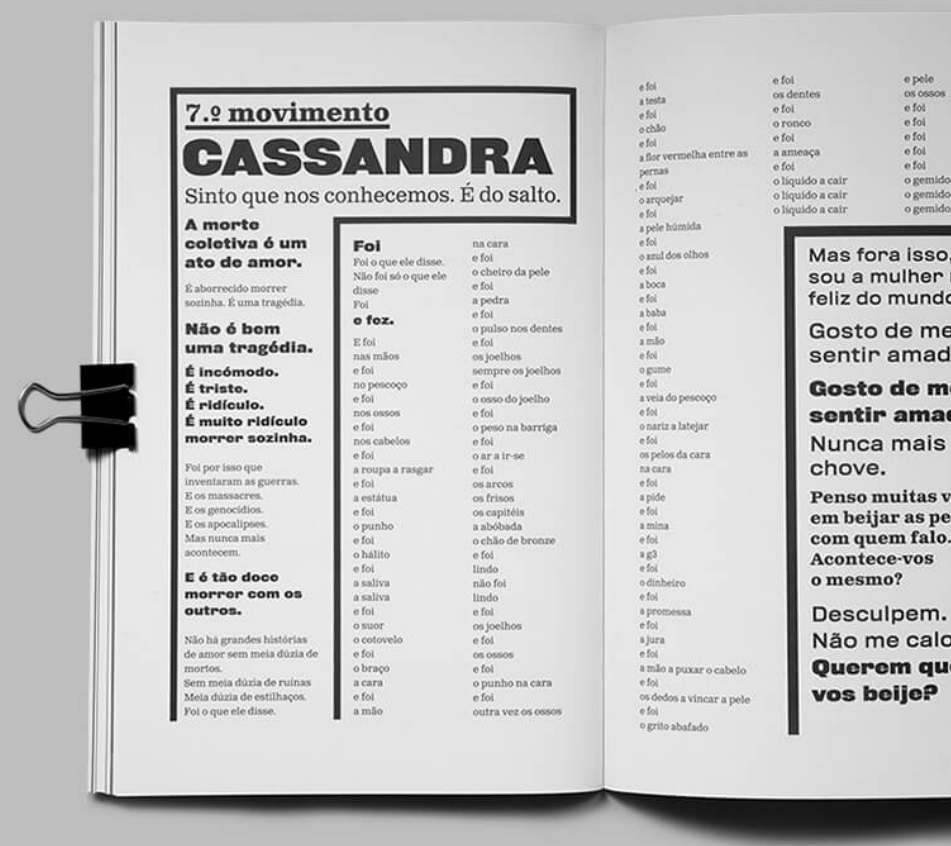 7.º movimento
CASSANDRA
Sinto que nos conhecemos. É do salto.
A morte
coletiva é um
ato de amor.
É aborrecido morrer
sozinha. É uma tragédia.
Não é bem
uma tragédia.
É incómodo.
É triste.
É ridículo.
É muito ridículo
morrer sozinha.
Foi por isso que
inventaram as guerras.
E os massacres.
E os genocídios.
E os apocalipses.
Mas nunca mais
acontecem.
E é tão doce
morrer com os
outros.
Não há grandes histórias
de amor sem meia dúzia de
mortos.
Sem meia dúzia de ruínas
Meia dúzia de estilhaços.
Foi o que ele disse.
Foi
Foi o que ele disse.
Não foi só o que ele
disse
Foi
e fez.
E foi
nas mãos
e foi
no pescoço
e foi
nos ossos
e foi
nos cabelos
e foi
a roupa a rasgar
e foi
a estátua
e foi
o punho
e foi
o hálito
e foi
a saliva
a saliva
e foi
o suor
o cotovelo
e foi
o braço
a cara
e foi
a mão
na cara
e foi
o cheiro da pele
e foi
a pedra
e foi
o pulso nos dentes
e foi
os joelhos
sempre os joelhos
e foi
o osso do joelho
e foi
o peso na barriga
e foi
o ar a ir-se
e foi
os arcos
os frisos
os capitéis
a abóbada
o chão de bronze
e foi
lindo
não foi
lindo
e foi
os joelhos
e foi
os ossos
e foi
o punho na cara
e foi
outra vez os ossos
e foi
a testa
e foi
o chão
e foi
a flor vermelha entre as
pernas
e foi
o arquejar
e foi
a pele húmida
e foi
o azul dos olhos
e foi
a boca
e foi
a baba
e foi
a mão
e foi
o gume
e foi
a veia do pescoço
e foi
o nariz a latejar
e foi
os pelos da cara
na cara
e foi
a pide
e foi
a mina
e foi
a g3
e foi
o dinheiro
e foi
a promessa
e foi
a jura
e foi
a mão a puxar o cabelo
e foi
os dedos a vincar a pele
e foi
o grito abafado
e foi
os dentes
e foi
o ronco
e foi
a ameaça
e foi
o líquido a cair
o líquido a cair
o líquido a cair
e pele
os ossos
e foi
e foi
e foi
e foi
e foi
o gemido
o gemido
o gemido
Mas fora isso,
sou a mulher
feliz do mundo
Gosto de me
sentir amad
Gosto de me
sentir amad
Nunca mais
chove.
Penso muitas v
em beijar as pe
com quem falo.
Acontece-vos
o mesmo?
Desculpem.
Não me calo
Querem que
vos beije?